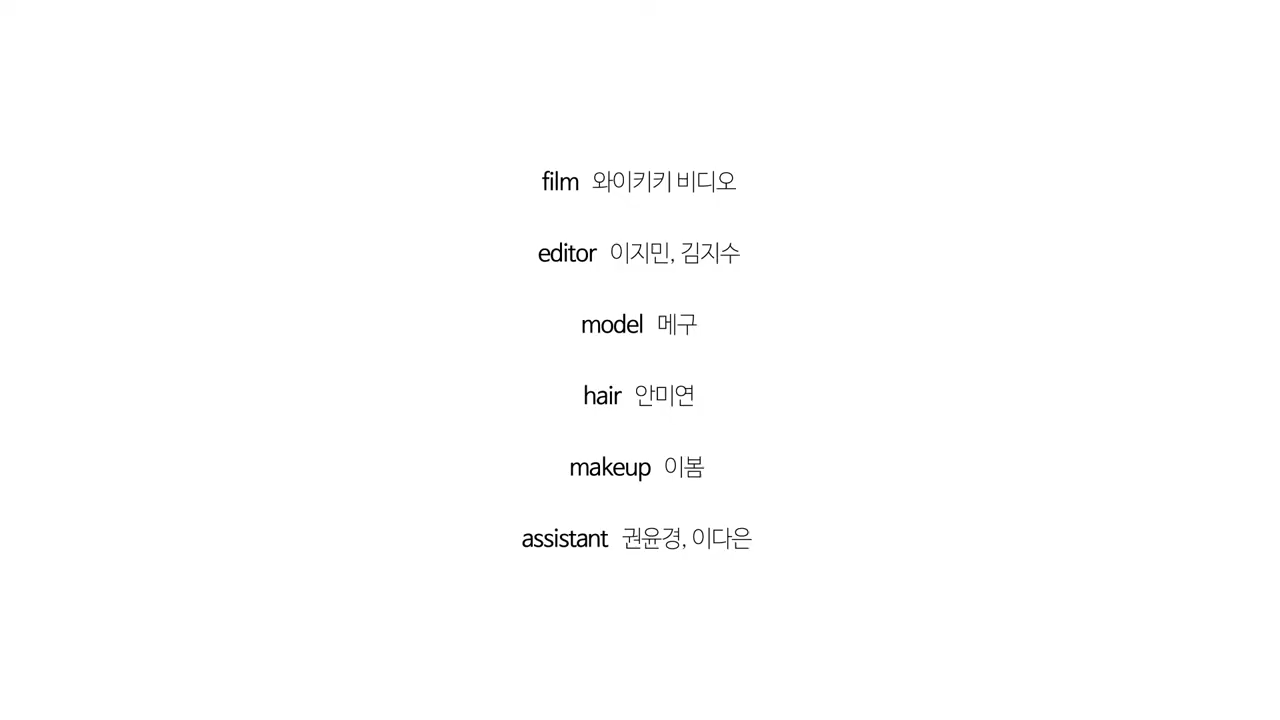 film 와이키키 비디오
editor 이지민, 김지수
model 메구
hair 안미연
makeup 이봄
assistant 권윤경, 이다은